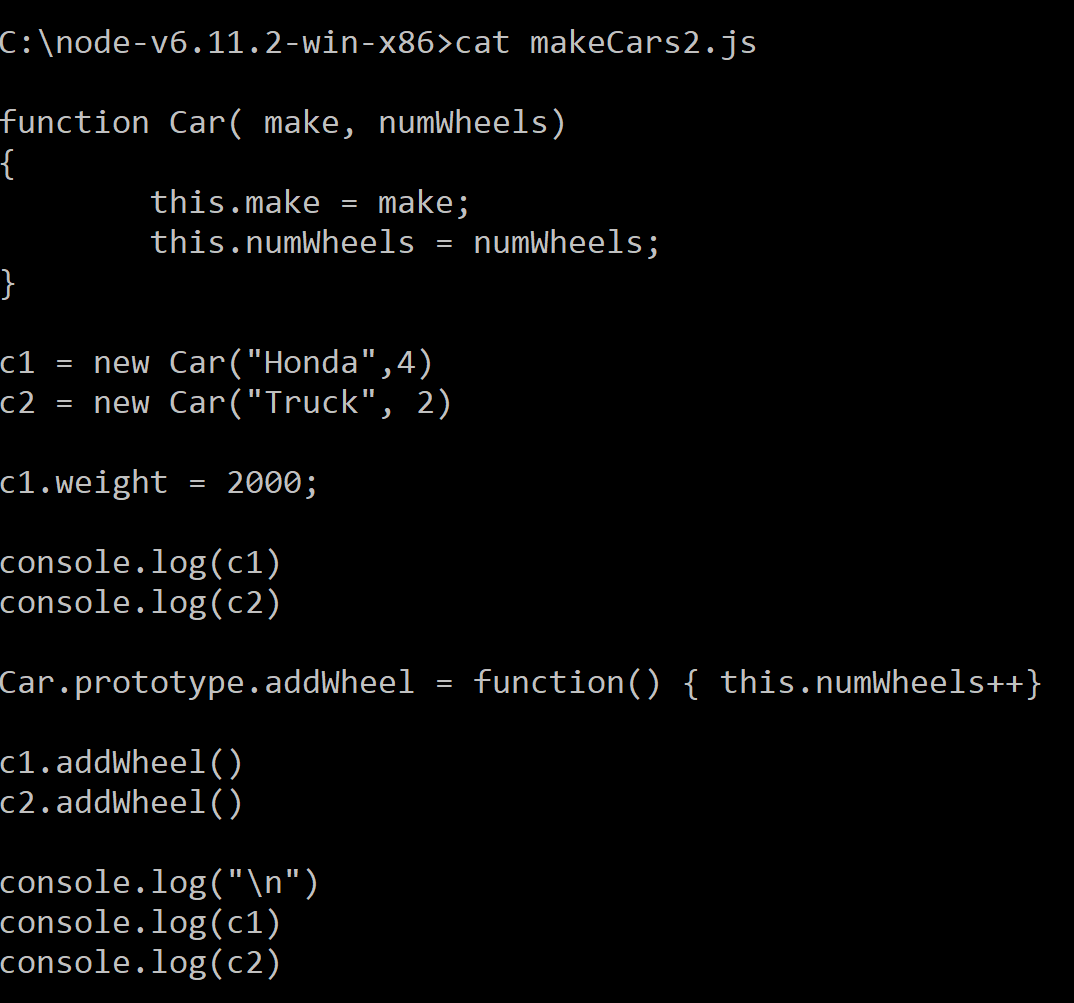 C:\node-v6.11.2-win-x86>cat makeCars2.js
function Car( make, numWheels)
{
        this.make = make;
        this.numWheels = numWheels;
}
c1 = new Car("Honda",4)
c2 = new Car("Truck", 2)
c1.weight = 2000;
console.log(c1)
console.log(c2)
Car.prototype.addWheel = function() { this.numWheels++}
c1.addWheel()
c2.addWheel()
console.log("\n")
console.log(c1)
console.log(c2)